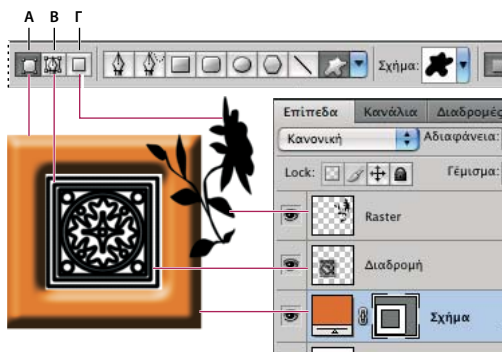 Α Β Γ
Σχήμα:
Επίπεδα Κανάλια Διαδρομές
Κανονική Αδιαφάνεια:
Lock: Γέμισμα:
Raster
Διαδρομή
Σχήμα